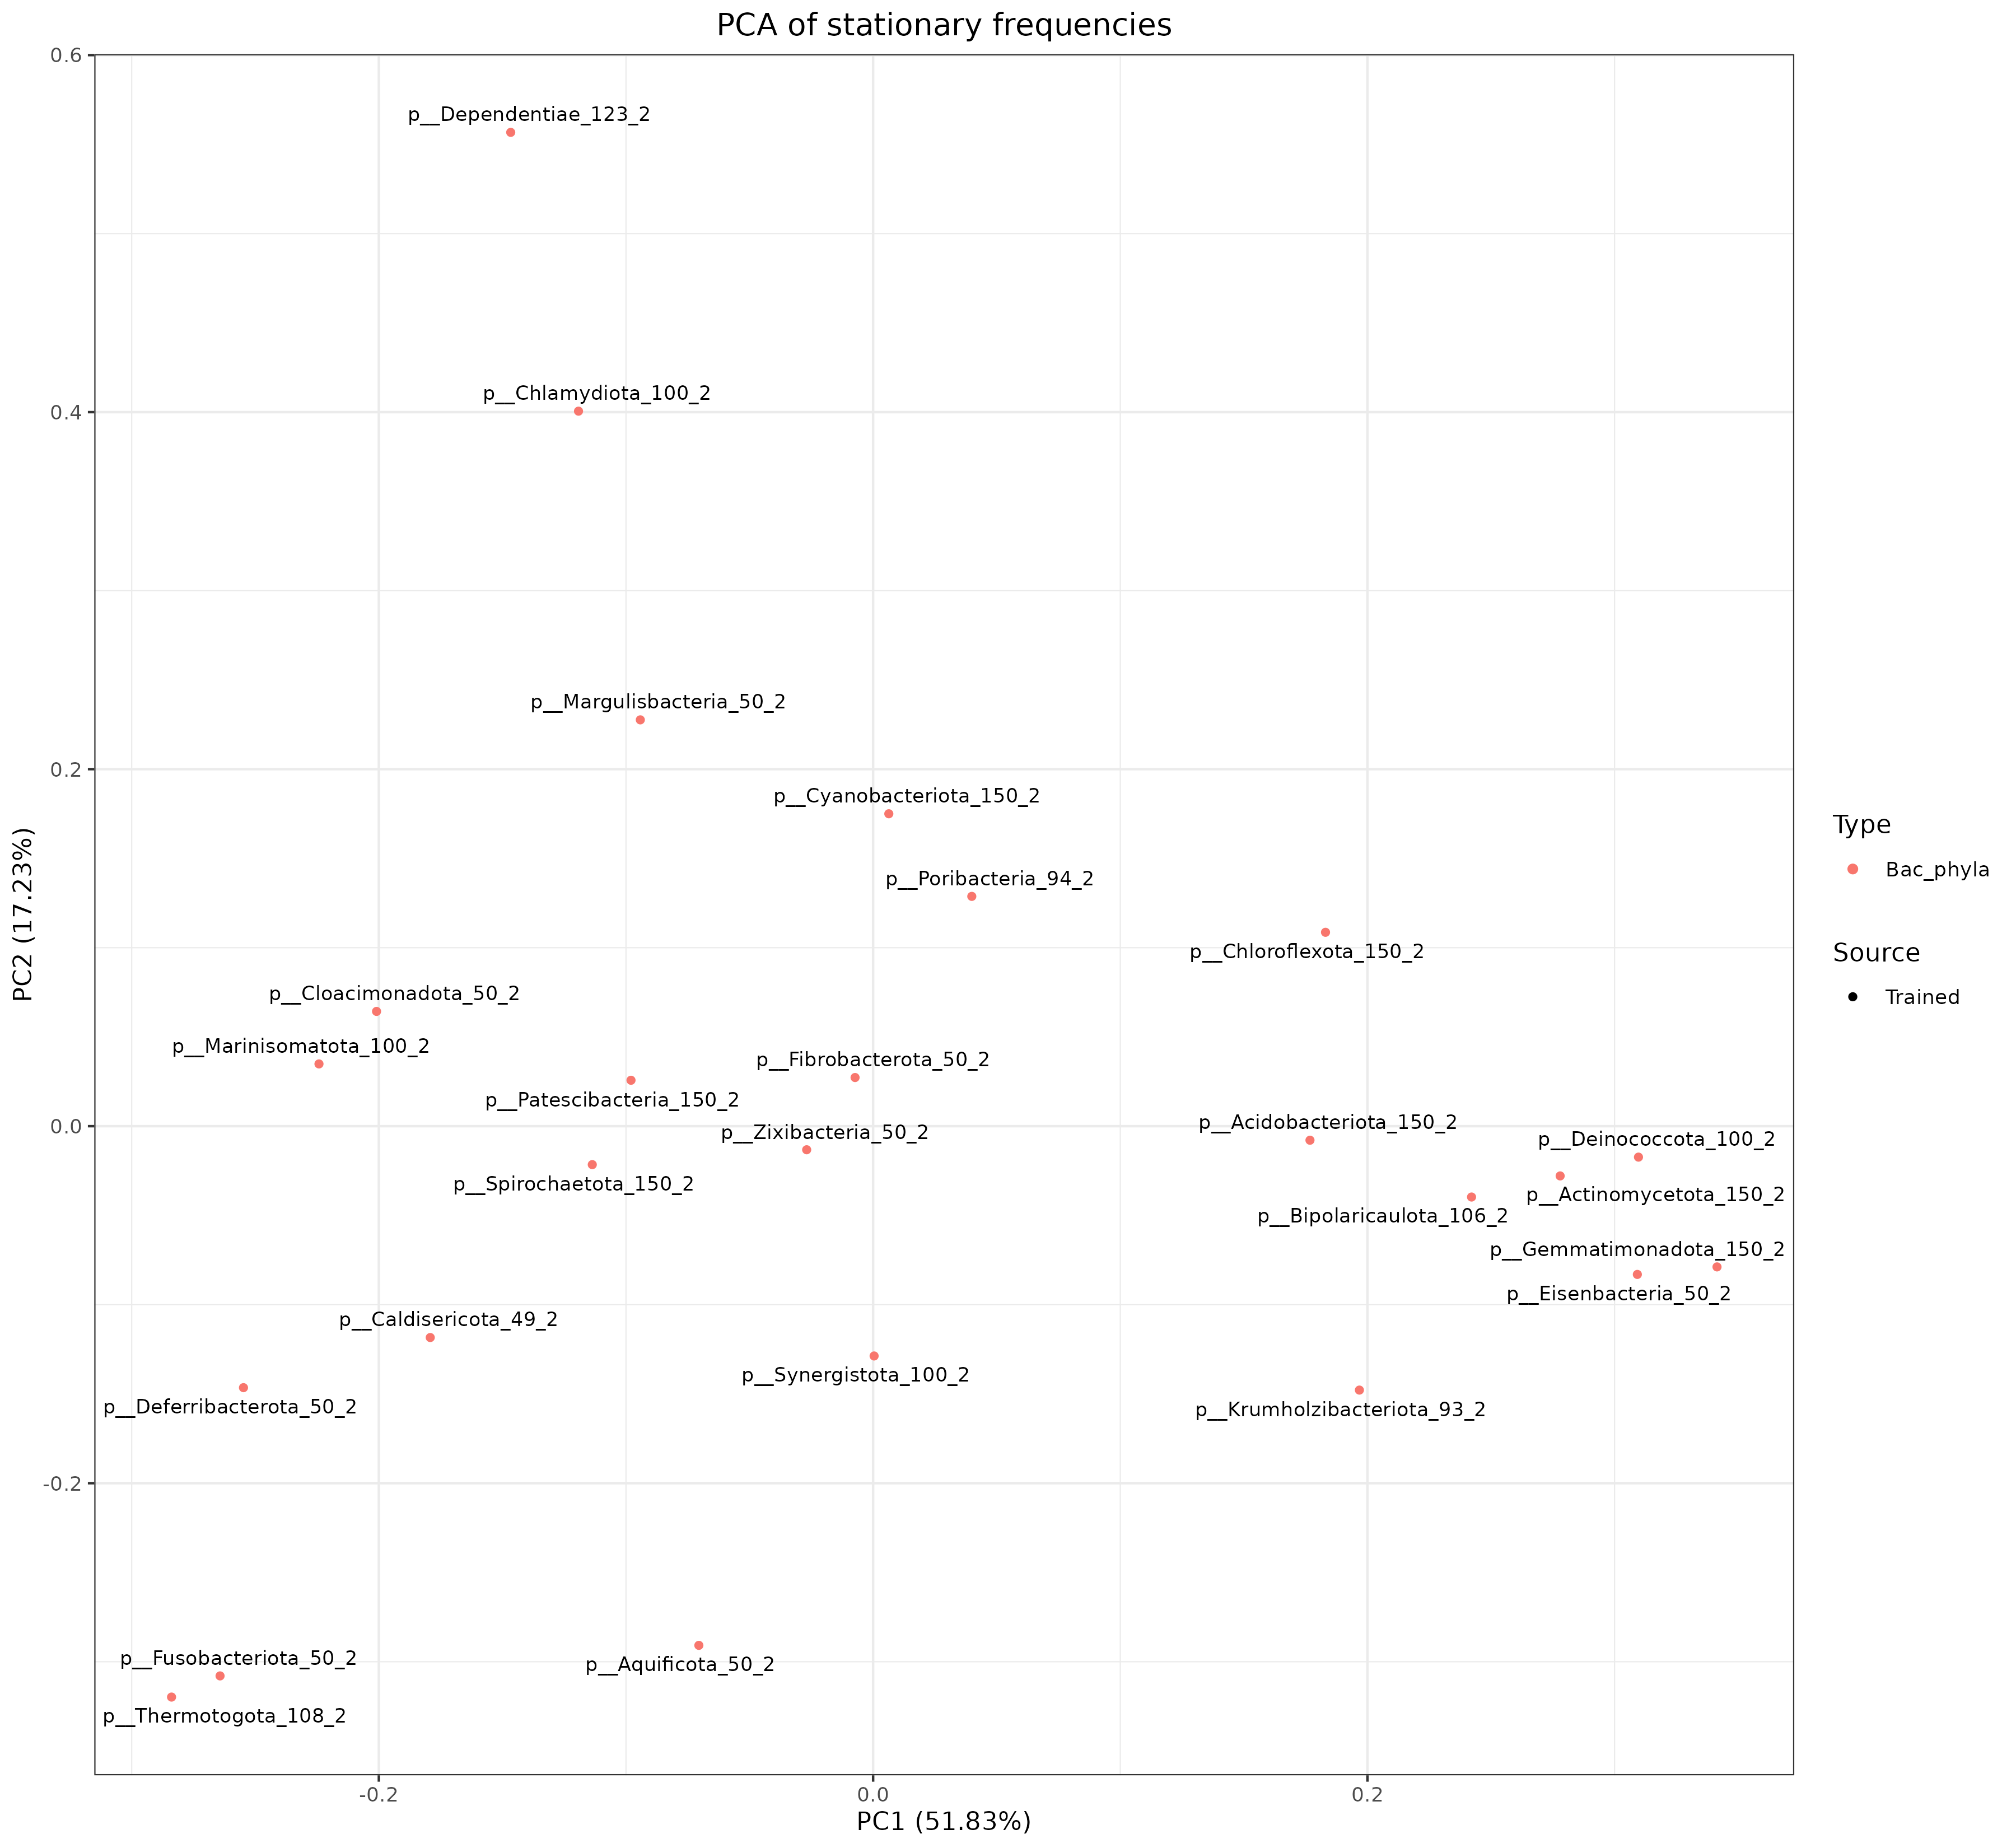 PCA of stationary frequencies
0.6
p__Dependentiae_123_2
p__Chlamydiota_100_2
0.4
p__Margulisbacteria_50_2
0.2
p__Cyanobacteriota_150_2
p__Poribacteria_94_2
p__Chloroflexota_150_2
p__Cloacimonadota_50_2
p__Marinisomatota_100_2
p__Fibrobacterota_50_2
p__Patescibacteria_150_2
0.0
p__Acidobacteriota_150_2
p__Zixibacteria_50_2
p__Deinococcota_100_2
p__Spirochaetota_150_2
p__Actinomycetota_150_2
p__Bipolaricaulota_106_2
p__Gemmatimonadota_150_2
p__Eisenbacteria_50_2
p__Caldisericota_49_2
p__Synergistota_100_2
p__Deferribacterota_50_2
p__Krumholzibacteriota_93_2
-0.2
p__Fusobacteriota_50_2
p__Aquificota_50_2
p__Thermotogota_108_2
-0.2 0.0 0.2
PC1 (51.83%)
PC2 (17.23%)
Type
Bac_phyla
Source
Trained